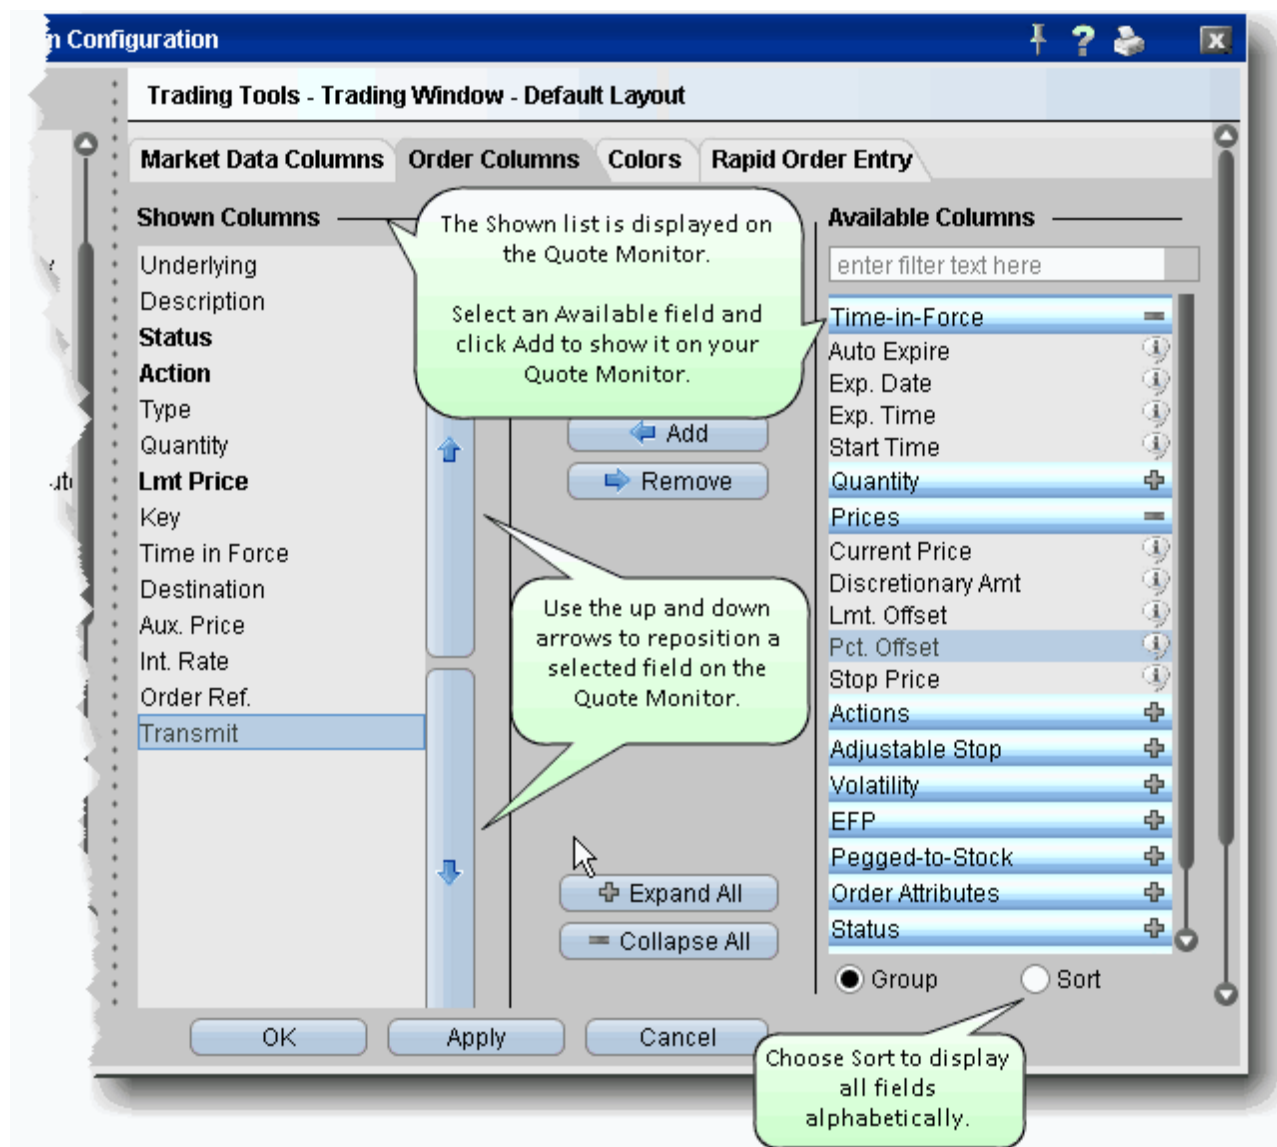 n Configuration
Trading Tools - Trading Window - Default Layout
Market Data Columns
Order Columns
Colors
Rapid Order Entry
Shown Columns
Underlying
Description
Status
Action
Type
Quantity
Lmt Price
Key
Time in Force
Destination
Aux. Price
Int. Rate
Order Ref.
Transmit
The Shown list is displayed on
the Quote Monitor.
Select an Available field and
click Add to show it on your
Quote Monitor.
Add
Remove
Use the up and down
arrows to reposition a
selected field on the
Quote Monitor.
Expand All
Collapse All
Available Columns
enter filter text here
Time-in-Force
Auto Expire
Exp. Date
Exp. Time
Start Time
Quantity
Prices
Current Price
Discretionary Amt
Lmt. Offset
Pct. Offset
Stop Price
Actions
Adjustable Stop
Volatility
EFP
Pegged-to-Stock
Order Attributes
Status
Group
Sort
OK
Apply
Cancel
Choose Sort to display
all fields
alphabetically.